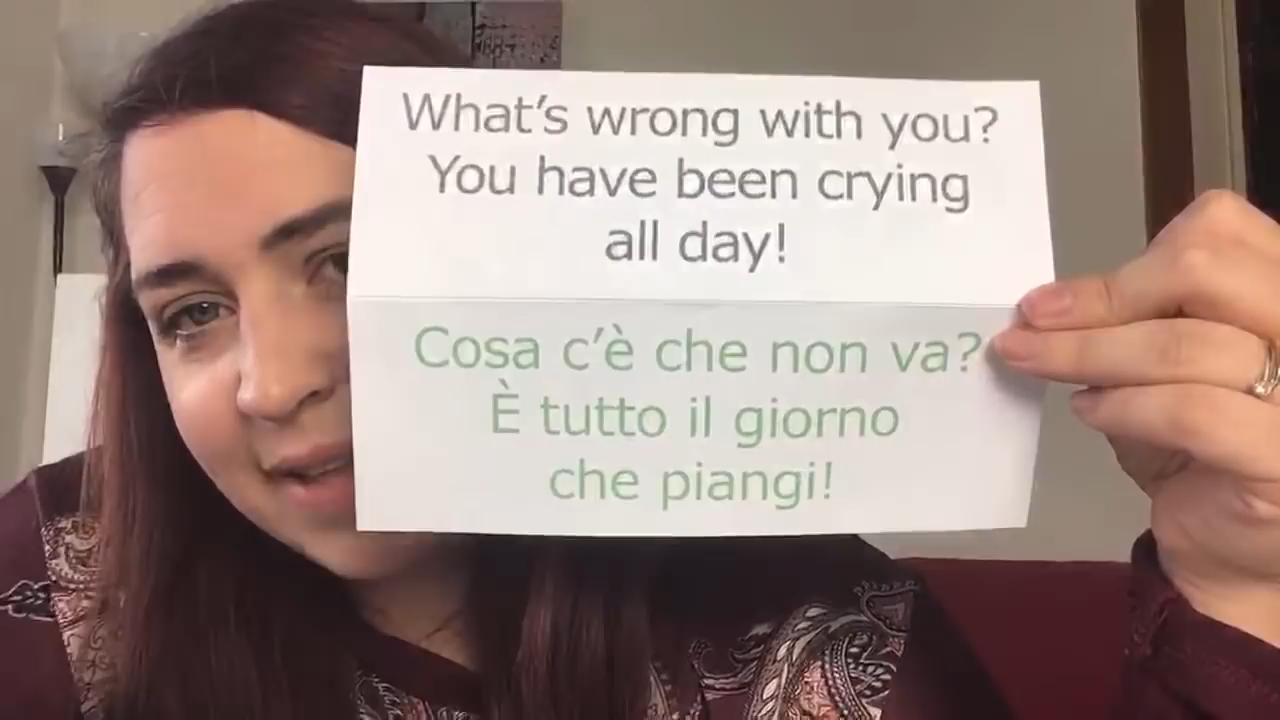 What's wrong with you?
You have been crying
all day!
Cosa c'è che non va?
È tutto il giorno
che piangi!